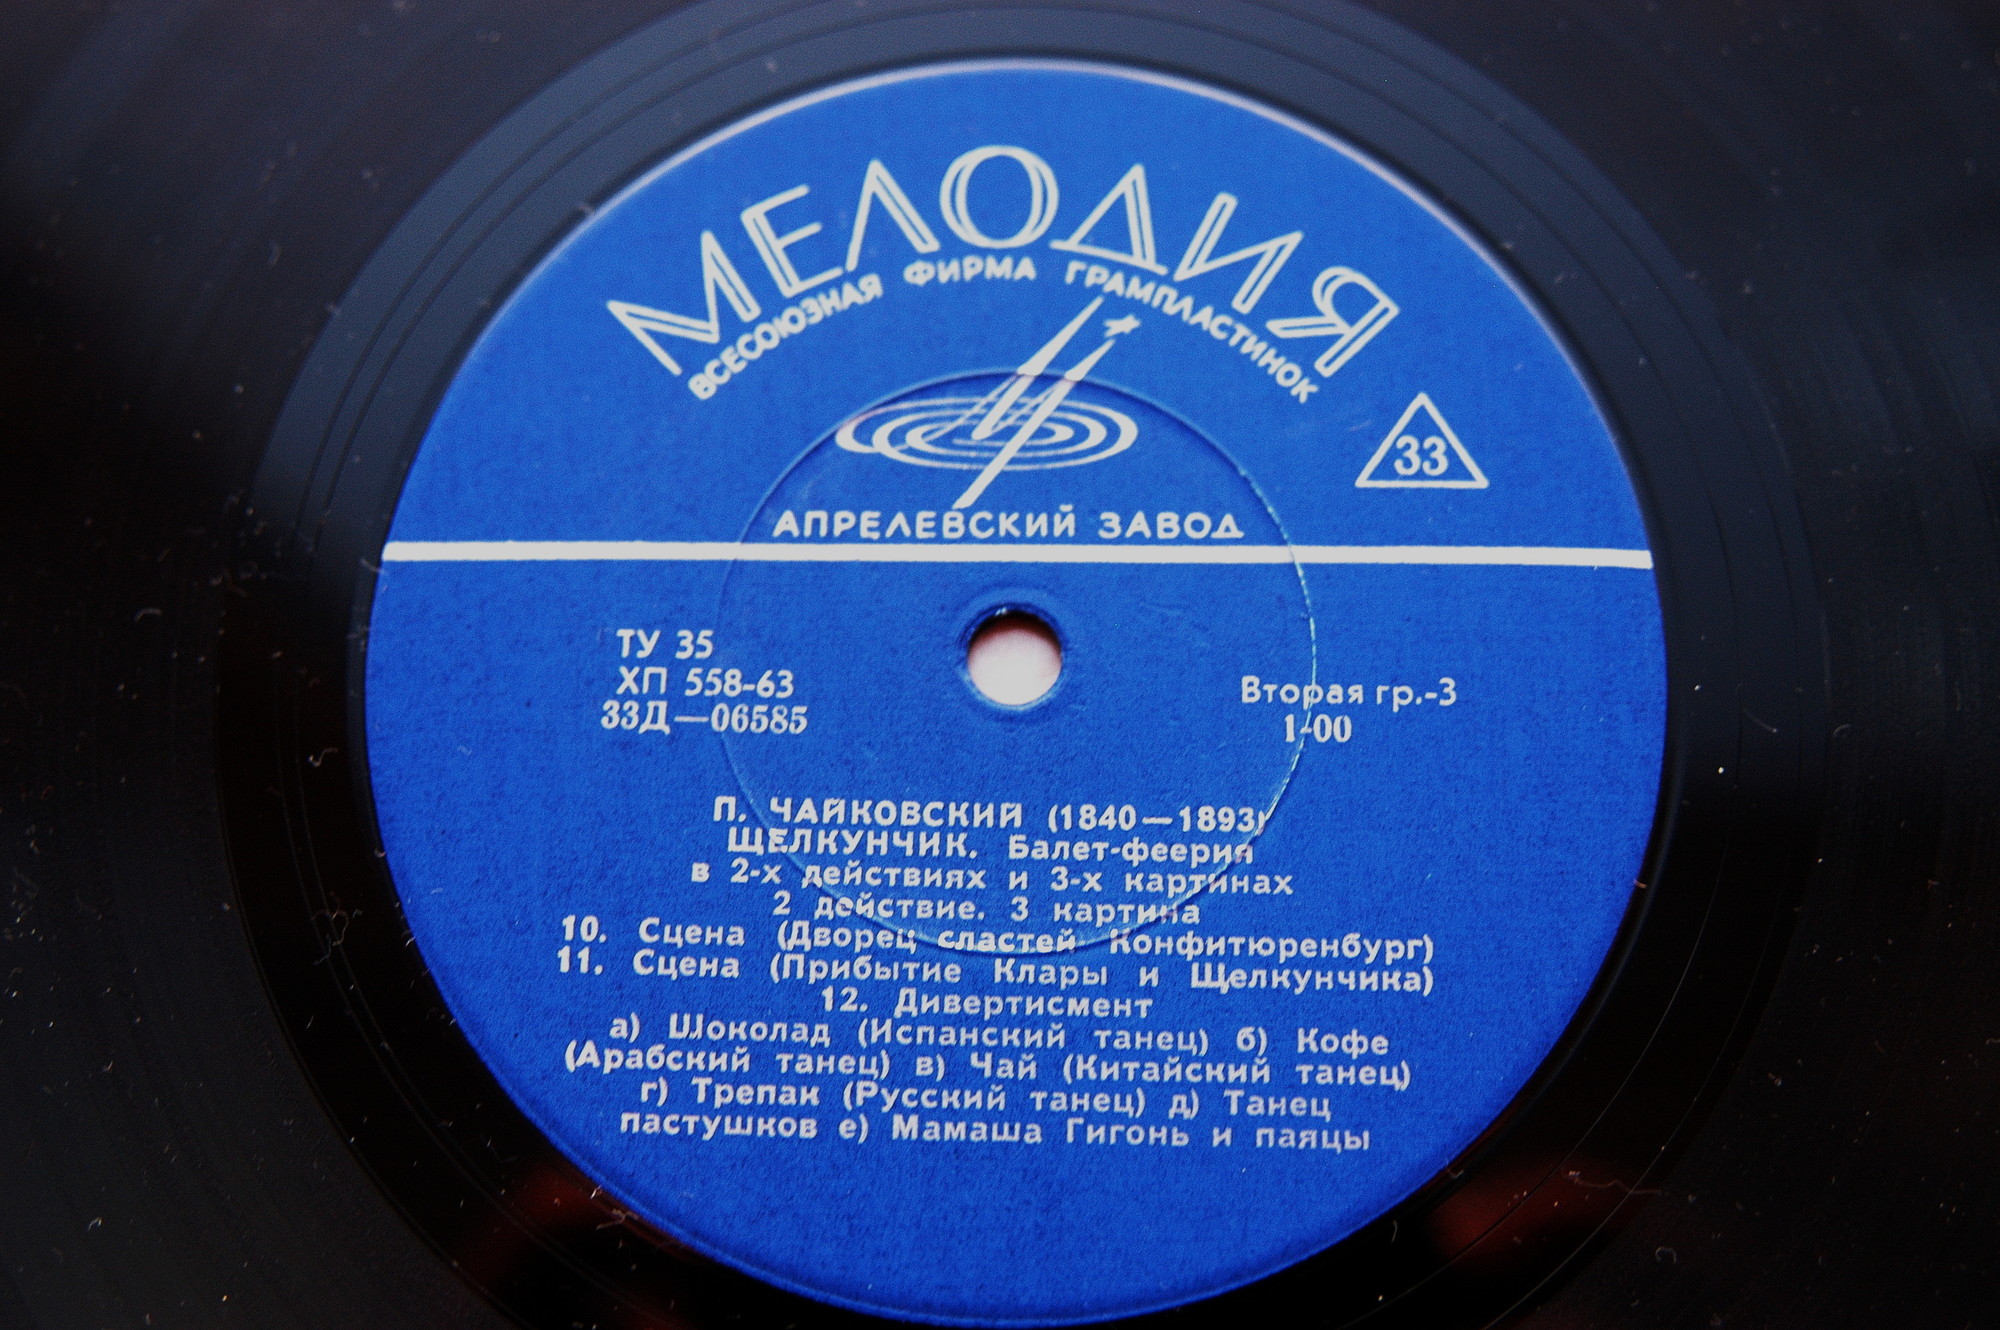 МЕЛОДИЯ
ВСЕСОЮЗНАЯ ФИРМА ГРАМПЛАСТИНОК
33
АПРЕЛЕВСКИЙ ЗАВОД
ТУ 35
ХП 558-63
33Д—06585
Вторая гр.-3
1-00
П. ЧАЙКОВСКИЙ (1840—1893)
ЩЕЛКУНЧИК. Балет-феерия
в 2-х действиях и 3-х картинах
2 действие. 3 картина
10. Сцена (Дворец сластей Конфитюренбург)
11. Сцена (Прибытие Клары и Щелкунчика)
12. Дивертисмент
а) Шоколад (Испанский танец) б) Кофе
(Арабский танец) в) Чай (Китайский танец)
г) Трепак (Русский танец) д) Танец
пастушков е) Мамаша Гигонь и паяцы